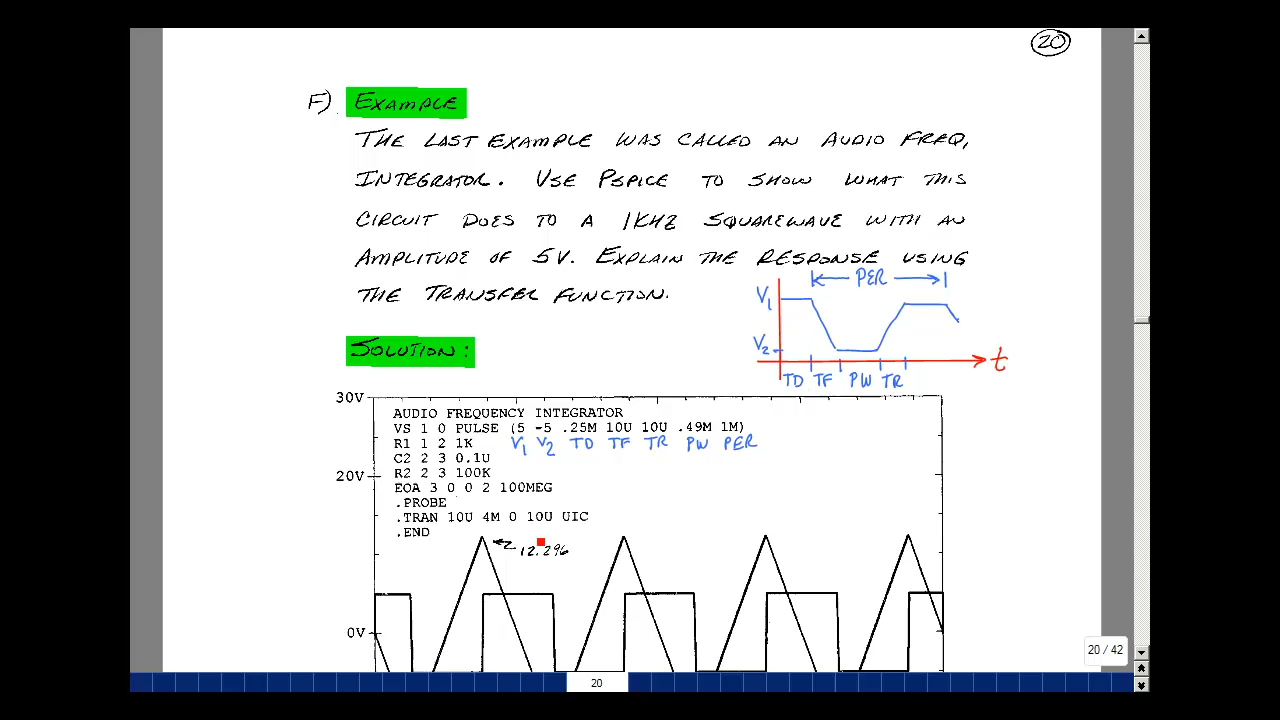 20
F) EXAMPLE
THE LAST EXAMPLE WAS CALLED AN AUDIO FREQ,
INTEGRATOR. USE PSPICE TO SHOW WHAT THIS
CIRCUIT DOES TO A 1KHZ SQUAREWAVE WITH AN
AMPLITUDE OF 5V. EXPLAIN THE RESPONSE USING
THE TRANSFER FUNCTION.
PER
V1
V2
t
TD TF PW TR
SOLUTION:
30V
AUDIO FREQUENCY INTEGRATOR
VS 1 0 PULSE (5 -5 .25M 10U 10U .49M 1M)
R1 1 2 1K
V1 V2 TD TF TR PW PER
C2 2 3 0.1U
R2 2 3 100K
20V
EOA 3 0 0 2 100MEG
.PROBE
.TRAN 10U 4M 0 10U UIC
.END
12.296
0V
20 / 42
20